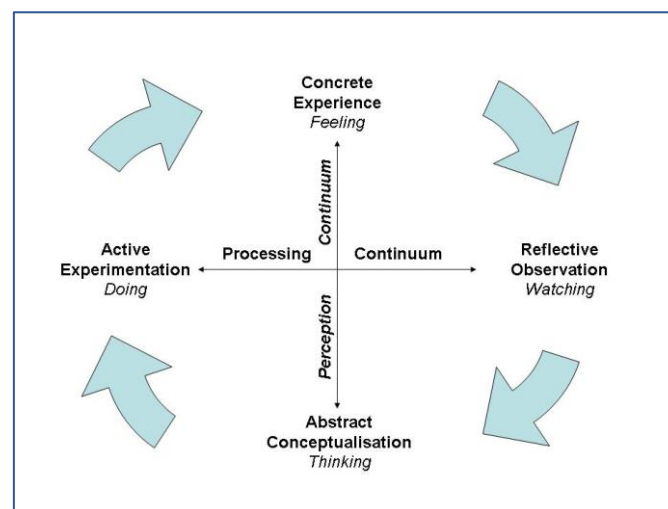 Concrete
Experience
Feeling
Continuum
Active
Experimentation
Doing
Processing
Continuum
Reflective
Observation
Watching
Perception
Abstract
Conceptualisation
Thinking